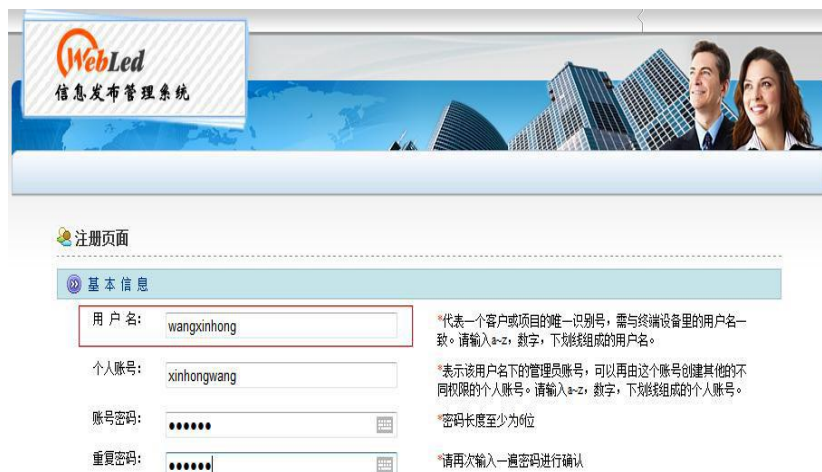 WebLed
信息发布管理系统
注册页面
基本信息
用 户 名:
wangxinhong
*代表一个客户或项目的唯一识别号，需与终端设备里的用户名一
致。请输入a~z，数字，下划线组成的用户名。
个人账号:
xinhongwang
*表示该用户名下的管理员账号，可以再由这个账号创建其他的不
同权限的个人账号。请输入a~z，数字，下划线组成的个人账号。
账号密码:
●●●●●●
*密码长度至少为6位
重复密码:
●●●●●●
*请再次输入一遍密码进行确认